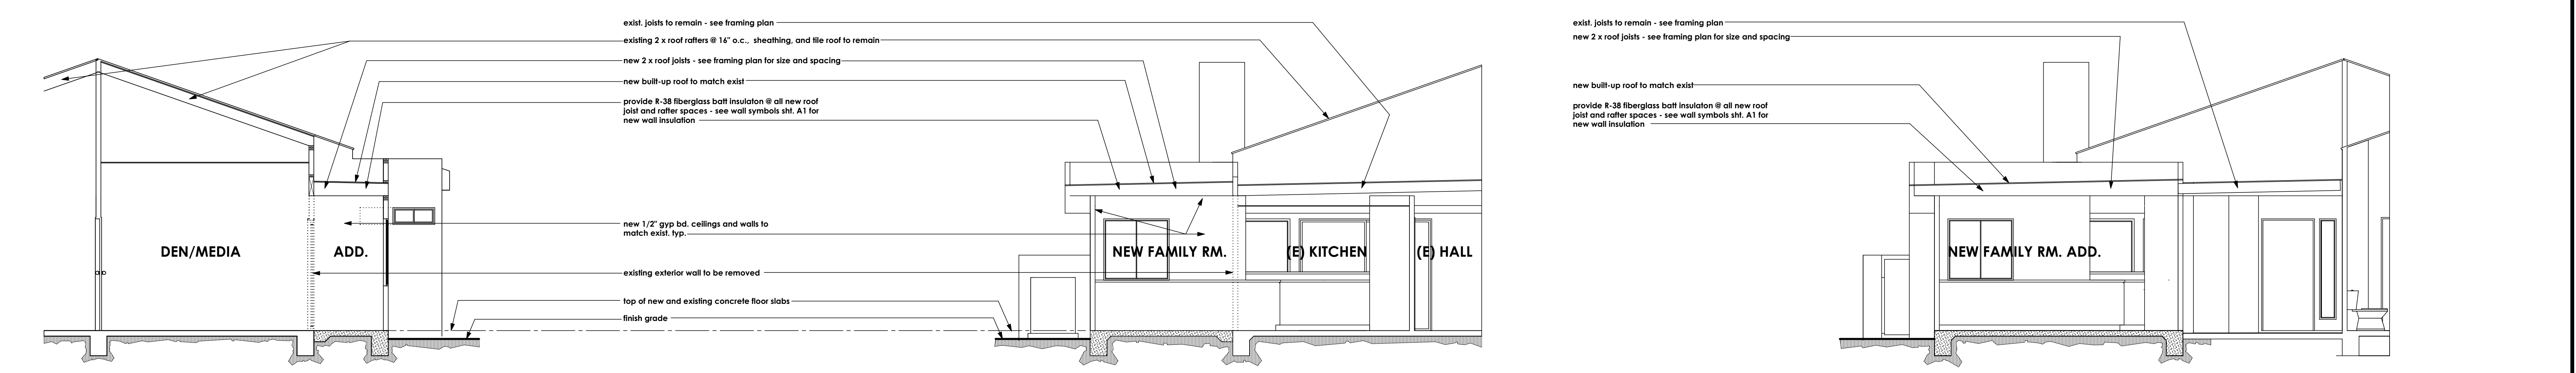 exist. joists to remain - see framing plan
existing 2 x roof rafters @ 16" o.c., sheathing, and tile roof to remain
new 2 x roof joists - see framing plan for size and spacing
new built-up roof to match exist
provide R-38 fiberglass batt insulaton @ all new roof
joist and rafter spaces - see wall symbols sht. A1 for
new wall insulation
new 1/2" gyp bd. ceilings and walls to
match exist. typ.
existing exterior wall to be removed
top of new and existing concrete floor slabs
finish grade
DEN/MEDIA
ADD.
NEW FAMILY RM.
(E) KITCHEN
(E) HALL
exist. joists to remain - see framing plan
new 2 x roof joists - see framing plan for size and spacing
new built-up roof to match exist
provide R-38 fiberglass batt insulaton @ all new roof
joist and rafter spaces - see wall symbols sht. A1 for
new wall insulation
NEW FAMILY RM. ADD.